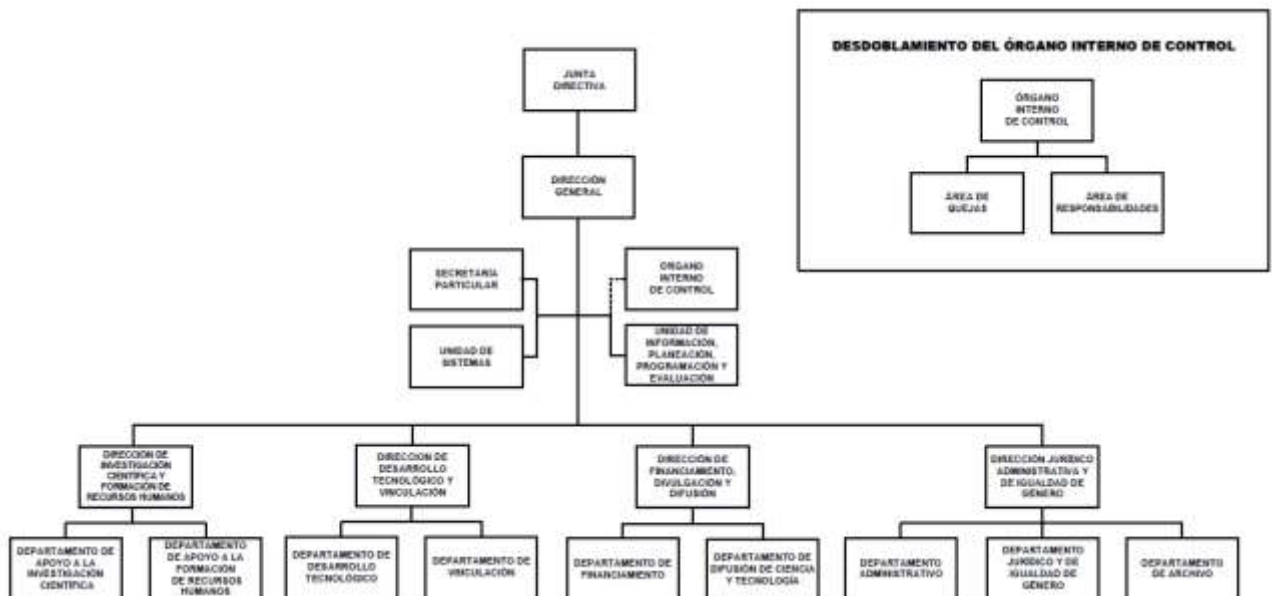 DESDOBLAMIENTO DEL ÓRGANO INTERNO DE CONTROL
ÓRGANO
INTERNO
DE CONTROL
ÁREA DE
QUEJAS
ÁREA DE
RESPONSABILIDADES
JUNTA
DIRECTIVA
DIRECCIÓN
GENERAL
SECRETARÍA
PARTICULAR
ÓRGANO
INTERNO
DE CONTROL
UNIDAD DE
SISTEMAS
UNIDAD DE
INFORMACIÓN,
PLANEACIÓN,
PROGRAMACIÓN Y
EVALUACIÓN
DIRECCIÓN DE
INVESTIGACIÓN
CIENTÍFICA Y
FORMACIÓN DE
RECURSOS HUMANOS
DIRECCIÓN DE
DESARROLLO
TECNOLÓGICO Y
VINCULACIÓN
DIRECCIÓN DE
FINANCIAMIENTO,
DIVULGACIÓN Y
DIFUSIÓN
DIRECCIÓN JURÍDICO
ADMINISTRATIVA Y
DE IGUALDAD DE
GÉNERO
DEPARTAMENTO DE
APOYO A LA
INVESTIGACIÓN
CIENTÍFICA
DEPARTAMENTO
DE APOYO A LA
FORMACIÓN
DE RECURSOS
HUMANOS
DEPARTAMENTO DE
DESARROLLO
TECNOLÓGICO
DEPARTAMENTO DE
VINCULACIÓN
DEPARTAMENTO DE
FINANCIAMIENTO
DEPARTAMENTO DE
DIFUSIÓN DE CIENCIA
Y TECNOLOGÍA
DEPARTAMENTO
ADMINISTRATIVO
DEPARTAMENTO
JURÍDICO Y DE
IGUALDAD DE
GÉNERO
DEPARTAMENTO
DE ARCHIVO